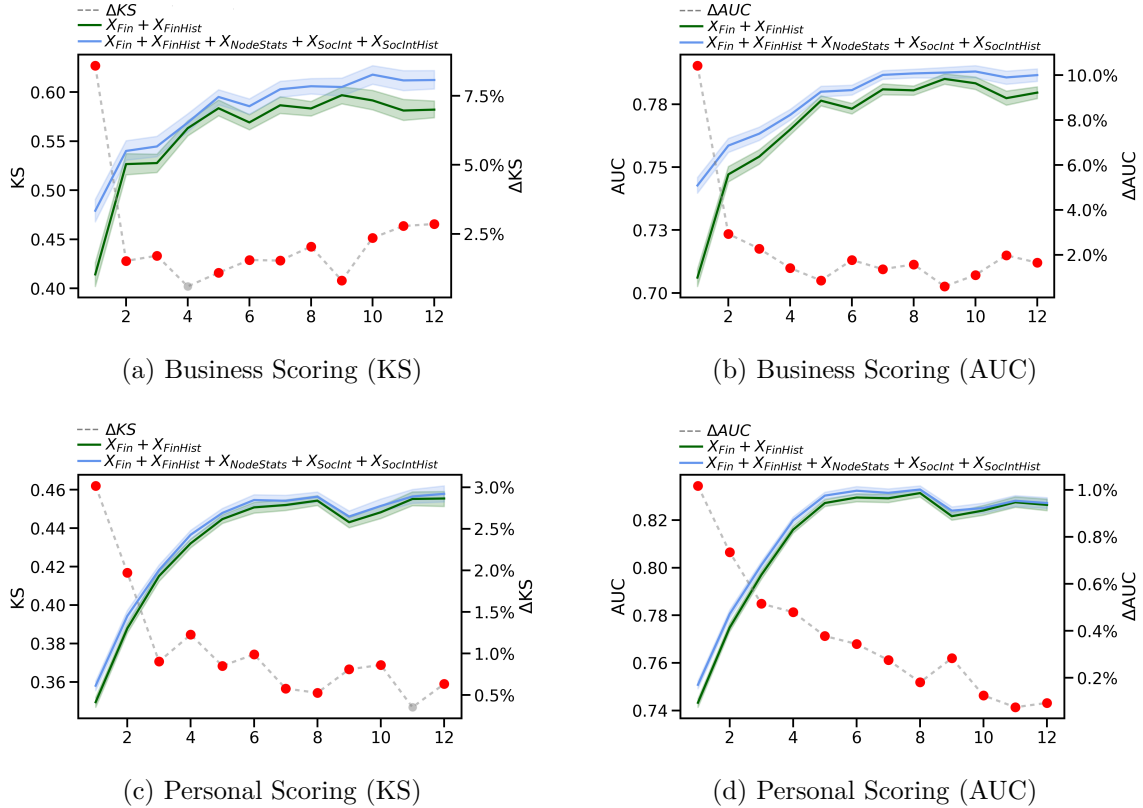 ΔKS
X_Fin + X_FinHist
X_Fin + X_FinHist + X_NodeStats + X_SocInt + X_SocIntHist
KS
0.60
0.55
0.50
0.45
0.40
7.5%
5.0%
2.5%
ΔKS
2 4 6 8 10 12
(a) Business Scoring (KS)
ΔAUC
X_Fin + X_FinHist
X_Fin + X_FinHist + X_NodeStats + X_SocInt + X_SocIntHist
AUC
0.78
0.75
0.73
0.70
10.0%
8.0%
6.0%
4.0%
2.0%
ΔAUC
2 4 6 8 10 12
(b) Business Scoring (AUC)
ΔKS
X_Fin + X_FinHist
X_Fin + X_FinHist + X_NodeStats + X_SocInt + X_SocIntHist
KS
0.46
0.44
0.42
0.40
0.38
0.36
3.0%
2.5%
2.0%
1.5%
1.0%
0.5%
ΔKS
2 4 6 8 10 12
(c) Personal Scoring (KS)
ΔAUC
X_Fin + X_FinHist
X_Fin + X_FinHist + X_NodeStats + X_SocInt + X_SocIntHist
AUC
0.82
0.80
0.78
0.76
0.74
1.0%
0.8%
0.6%
0.4%
0.2%
ΔAUC
2 4 6 8 10 12
(d) Personal Scoring (AUC)